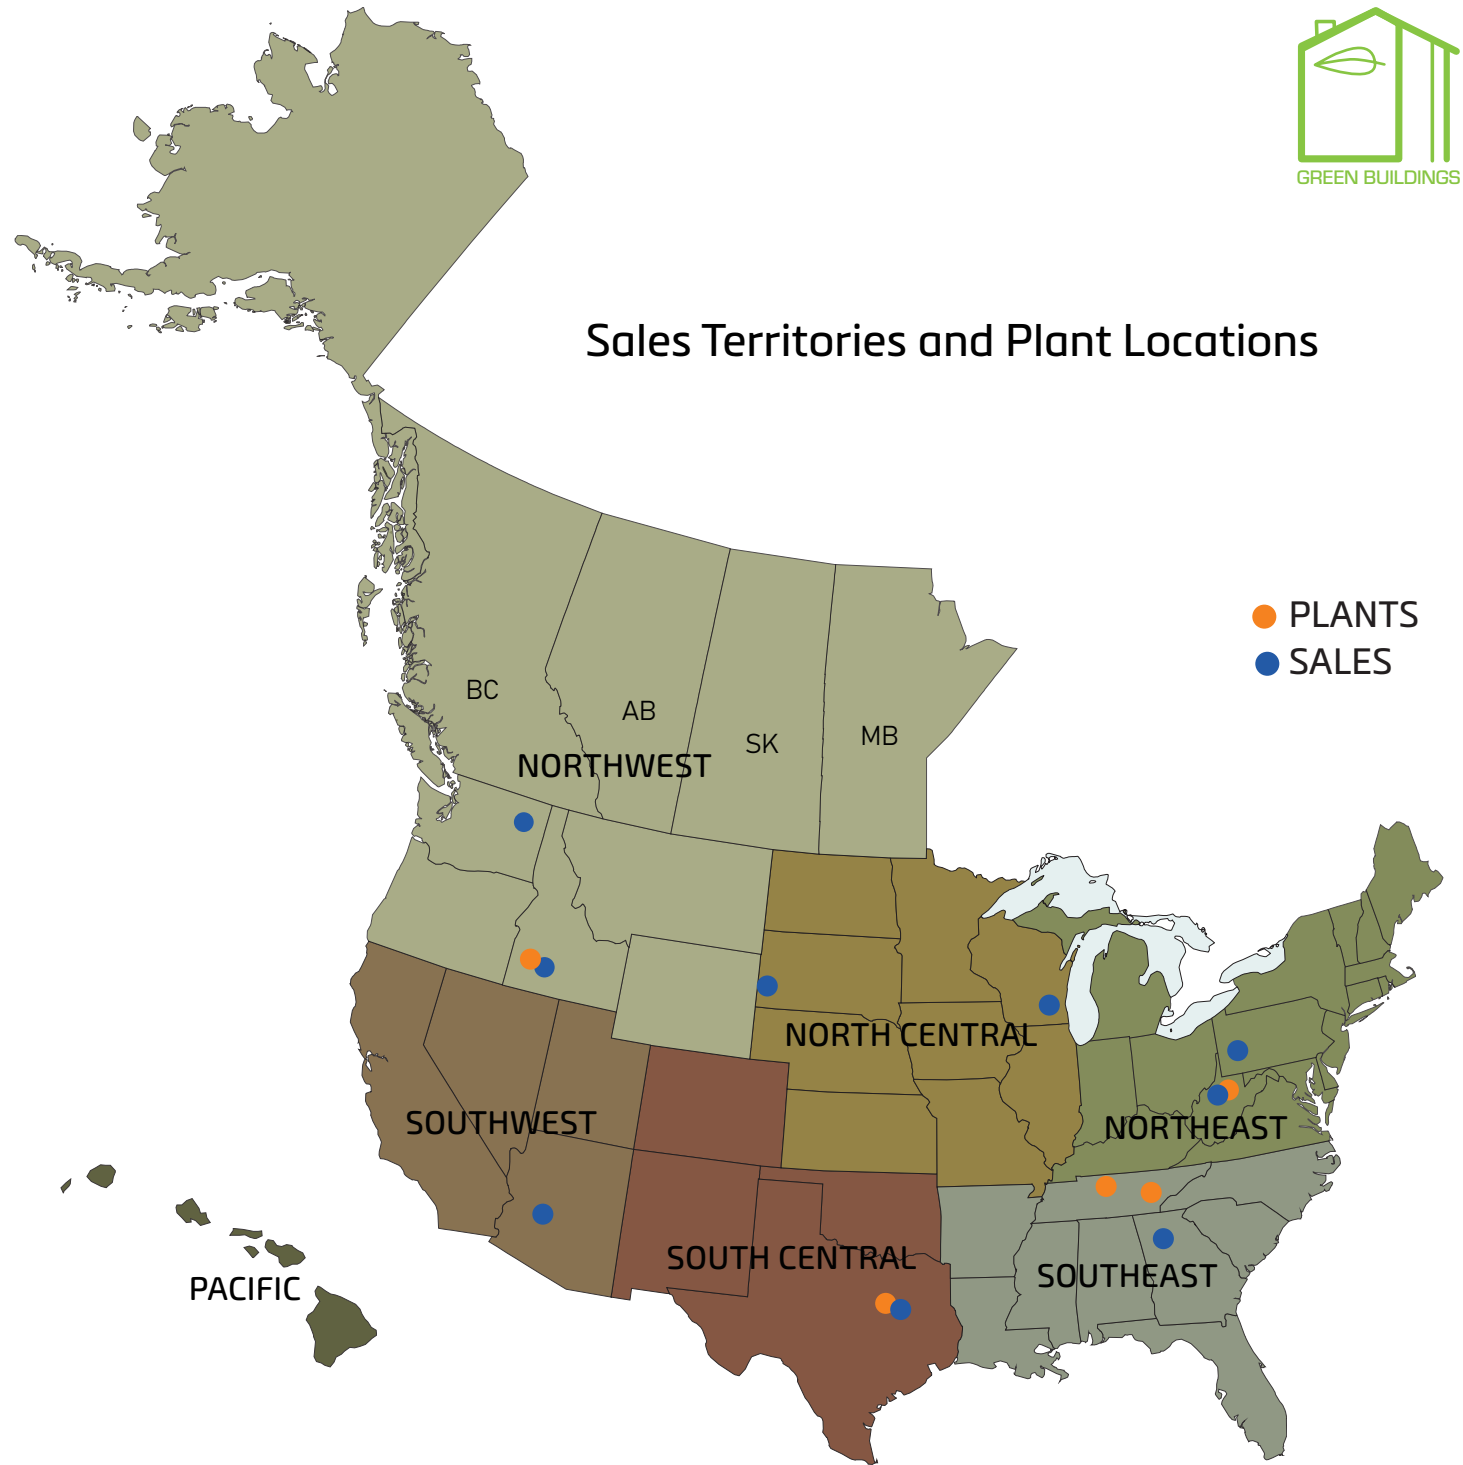 GREEN BUILDINGS
Sales Territories and Plant Locations
PLANTS
SALES
BC
AB
SK
MB
NORTHWEST
NORTH CENTRAL
SOUTHWEST
NORTHEAST
SOUTH CENTRAL
SOUTHEAST
PACIFIC